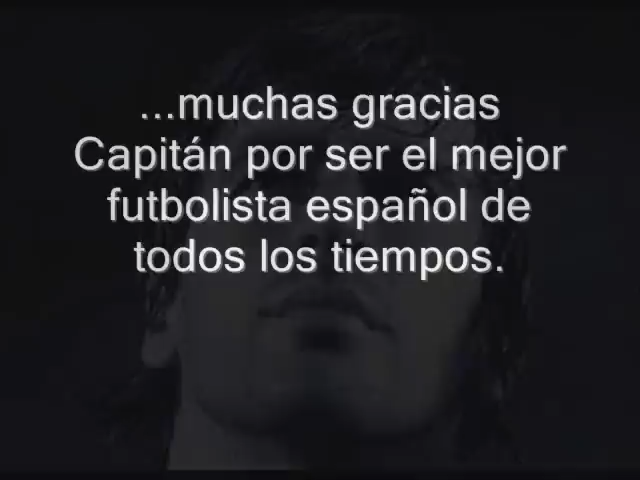 ...muchas gracias
Capitán por ser el mejor
futbolista español de
todos los tiempos.